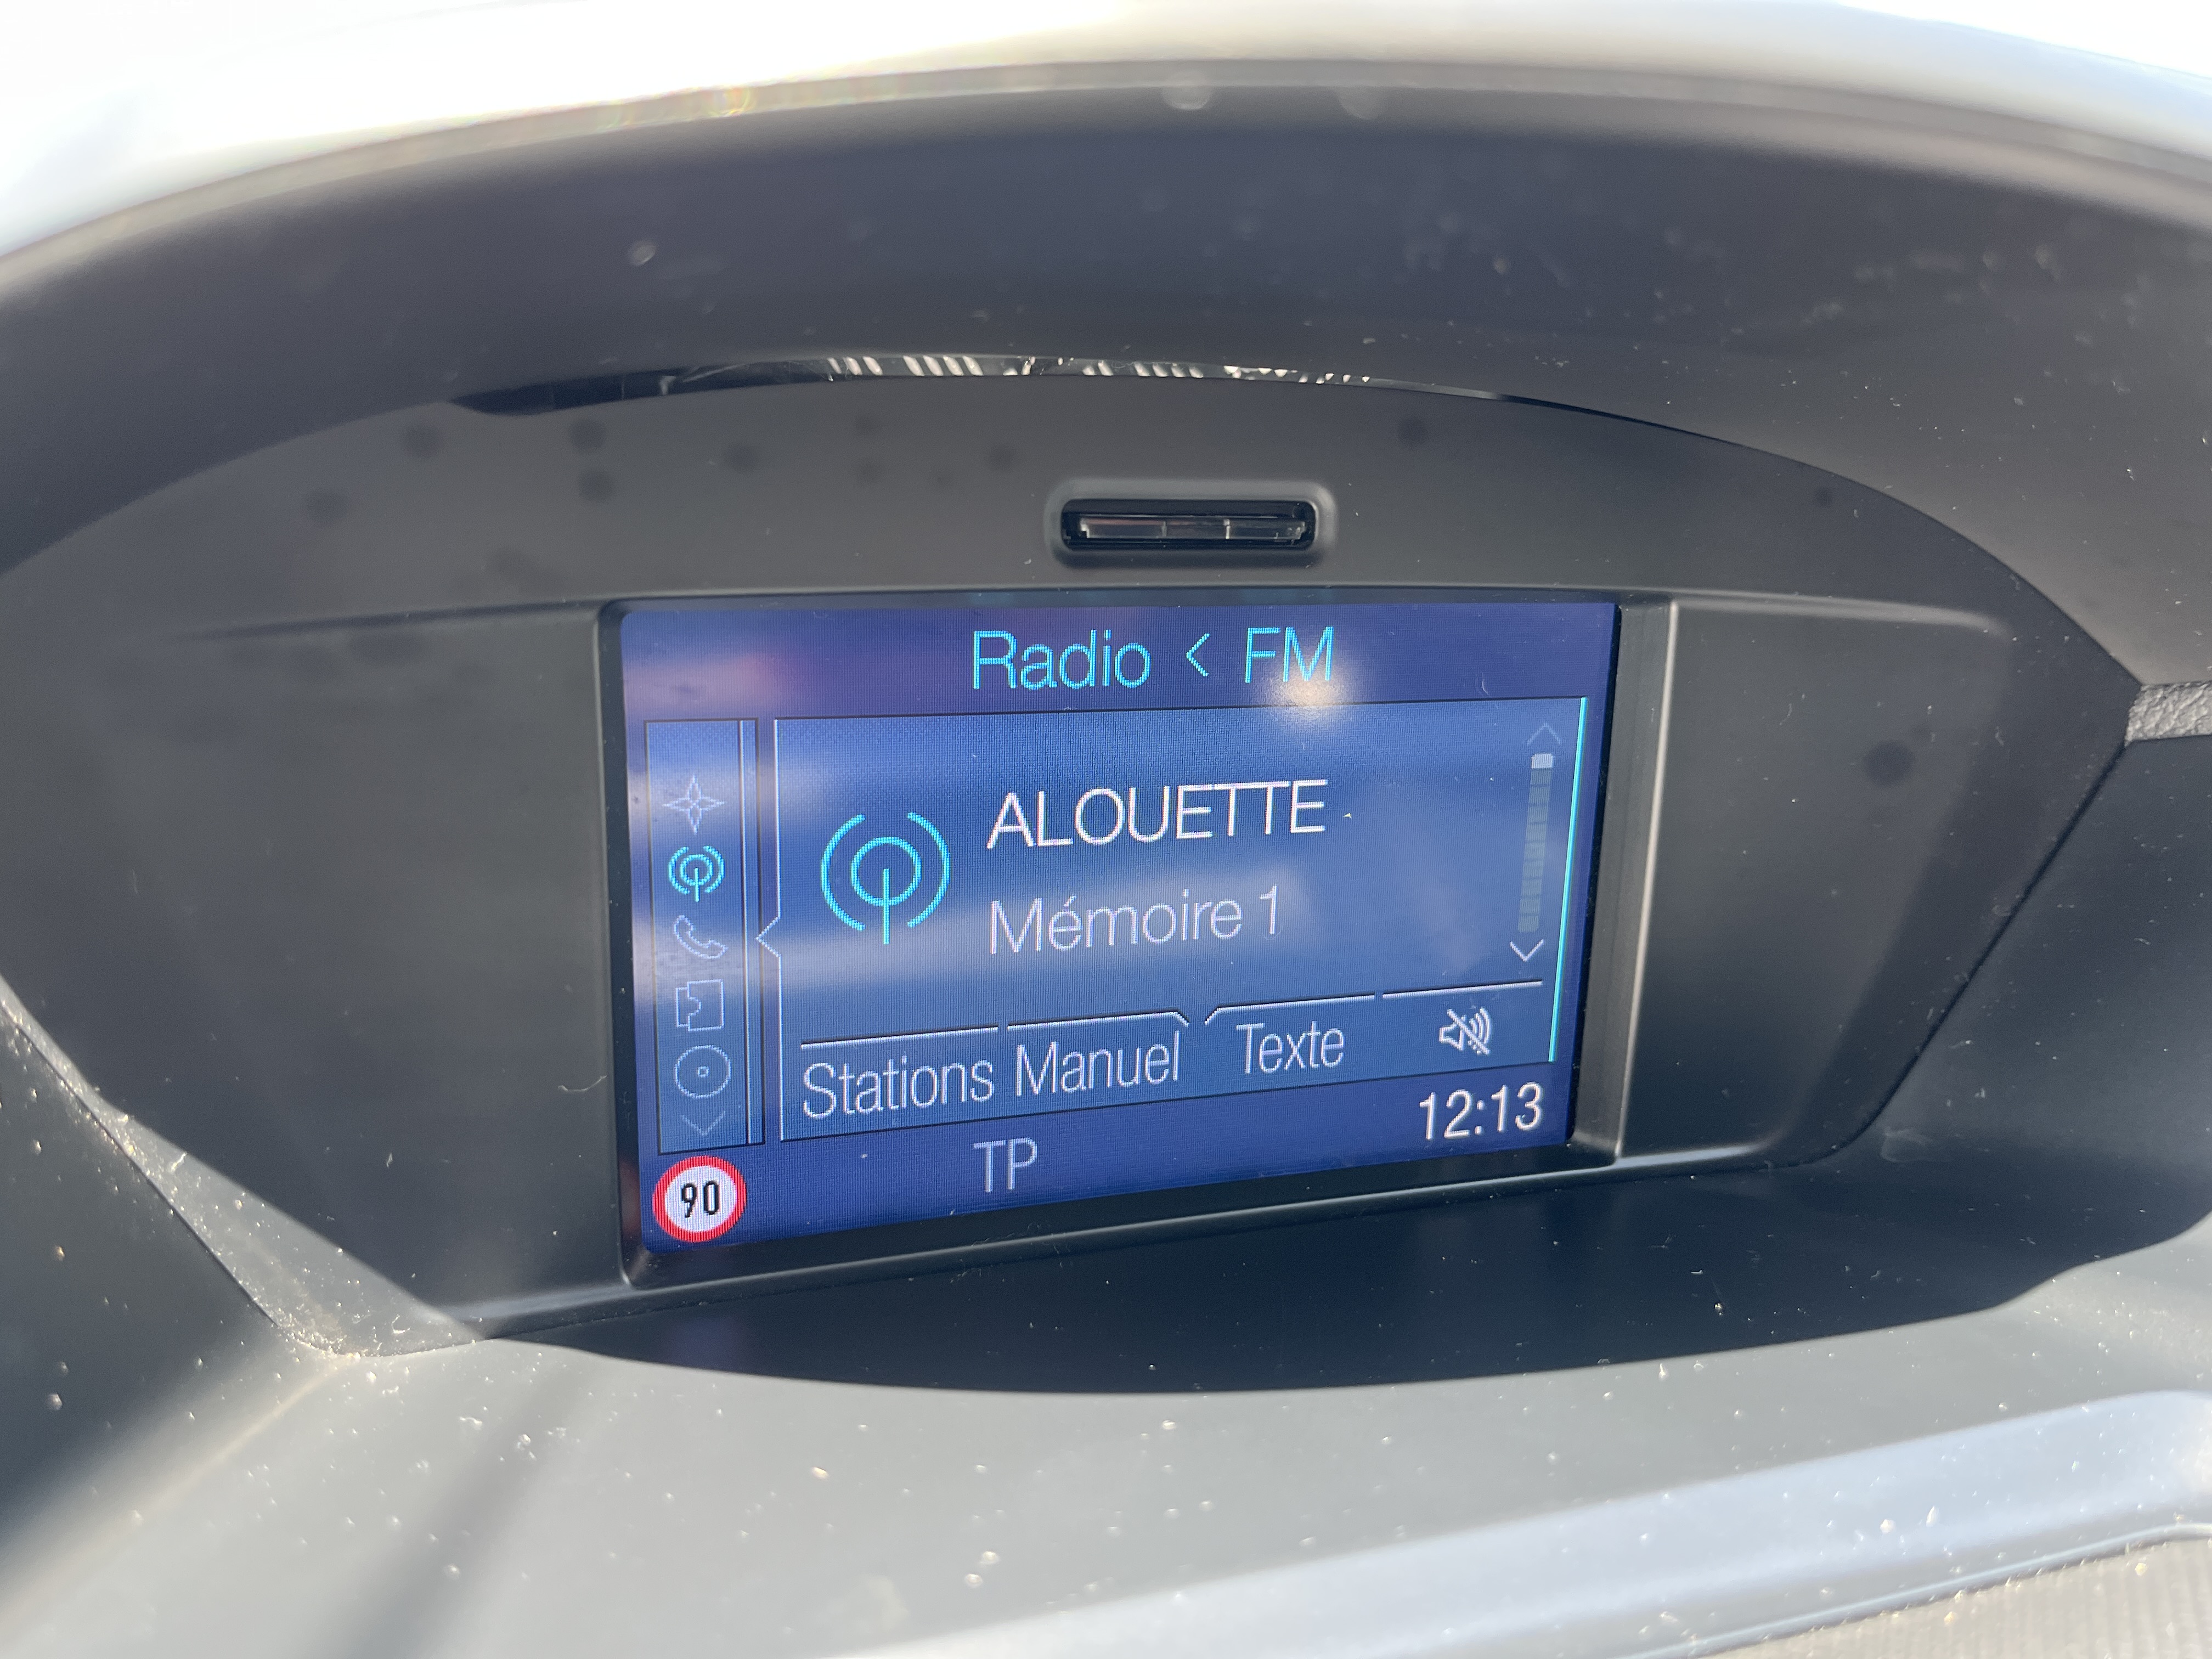 Radio < FM
ALOUETTE
Mémoire 1
Stations Manuel Texte
12:13
TP
90